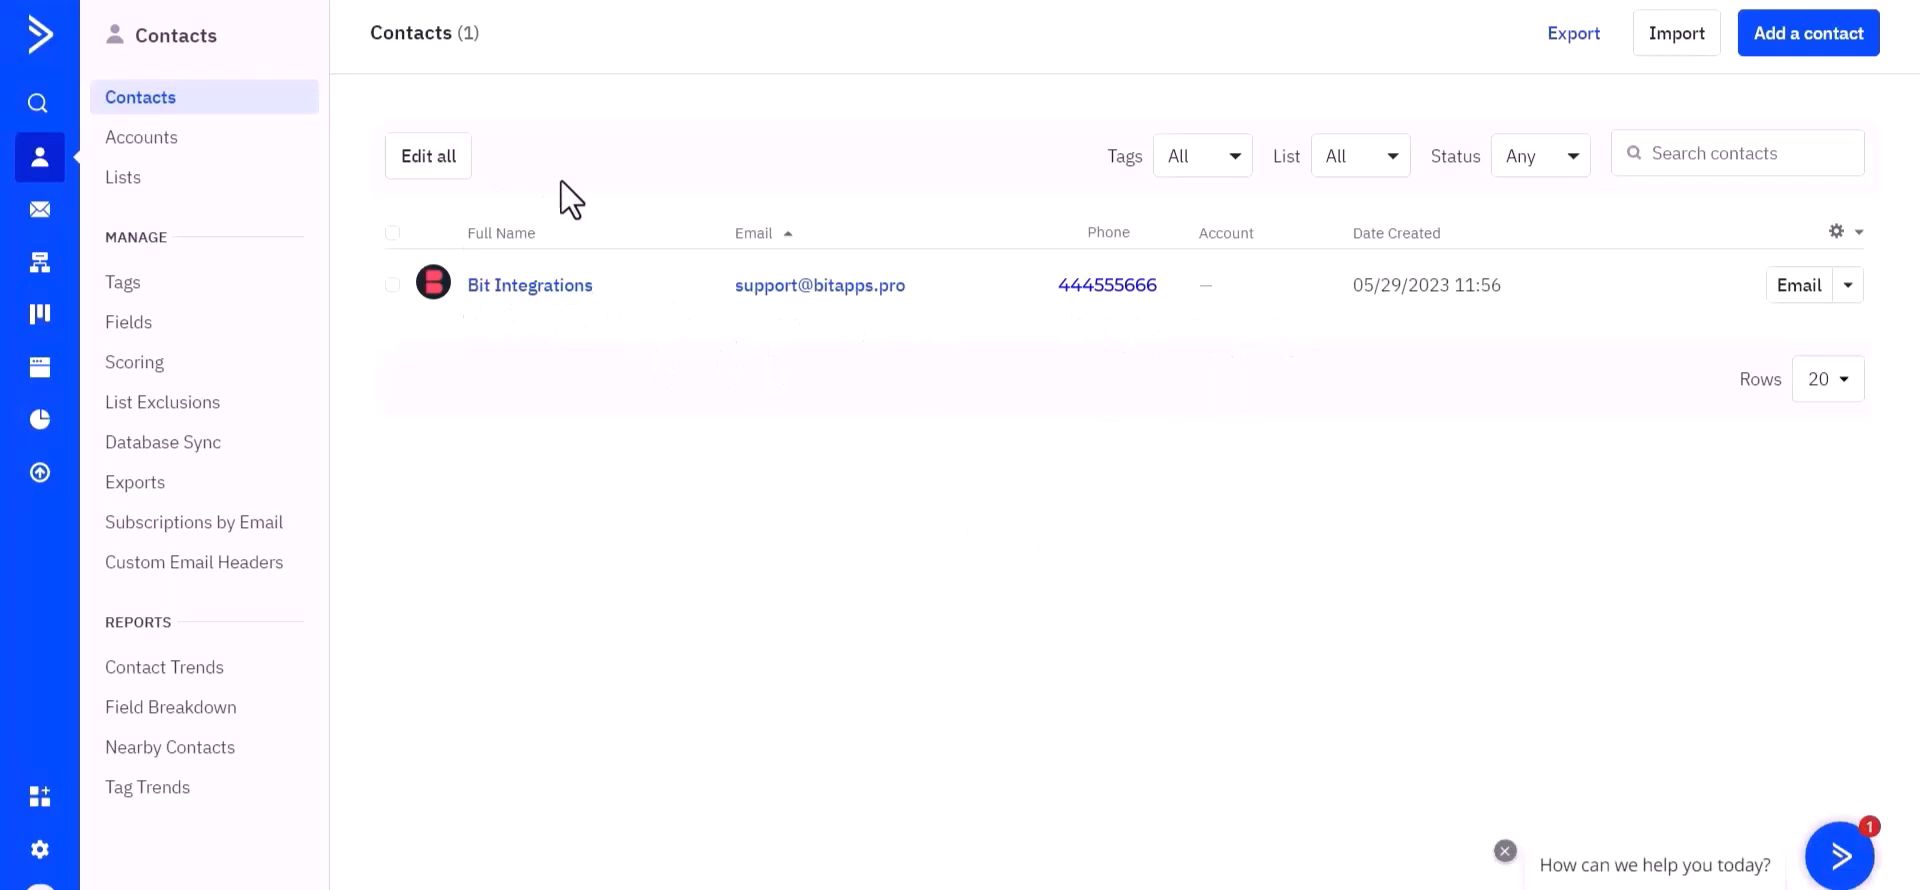 Contacts
Contacts
Accounts
Lists
MANAGE
Tags
Fields
Scoring
List Exclusions
Database Sync
Exports
Subscriptions by Email
Custom Email Headers
REPORTS
Contact Trends
Field Breakdown
Nearby Contacts
Tag Trends
Contacts (1)
Export
Import
Add a contact
Edit all
Tags All List All Status Any Search contacts
Full Name Email Phone Account Date Created
Bit Integrations support@bitapps.pro 444555666 — 05/29/2023 11:56 Email
Rows 20
How can we help you today?
1